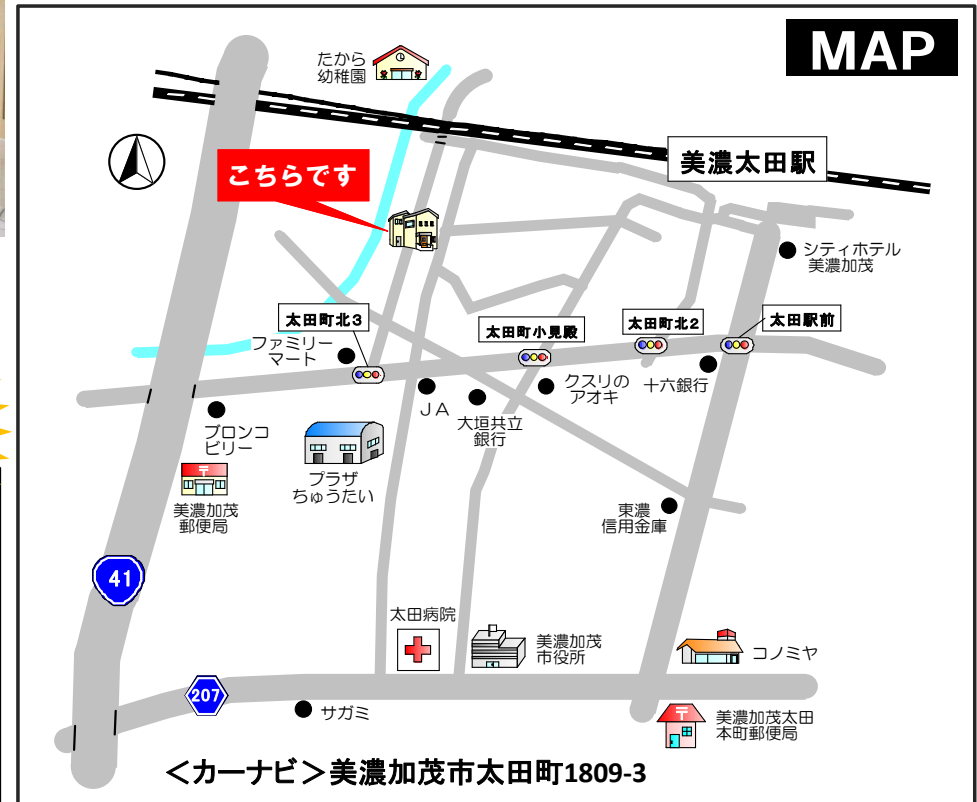 MAP
たから
幼稚園
美濃太田駅
こちらです
シティホテル
美濃加茂
太田町北3
太田町小見殿
太田町北2
太田駅前
ファミリー
マート
クスリの
アオキ
十六銀行
JA
大垣共立
銀行
ブロンコ
ビリー
プラザ
ちゅうたい
〒
美濃加茂
郵便局
東濃
信用金庫
41
太田病院
美濃加茂
市役所
コノミヤ
207
サガミ
〒
美濃加茂太田
本町郵便局
＜カーナビ＞美濃加茂市太田町1809-3